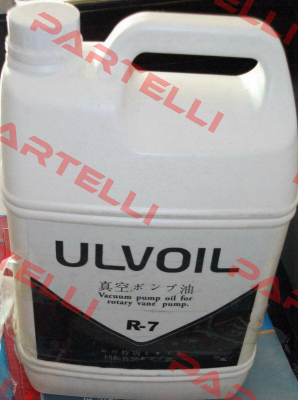 PARTELLI
PARTELLI
PARTELLI
ULVOIL
真空ポンプ油
Vacuum pump oil for
rotary vane pump.
R-7